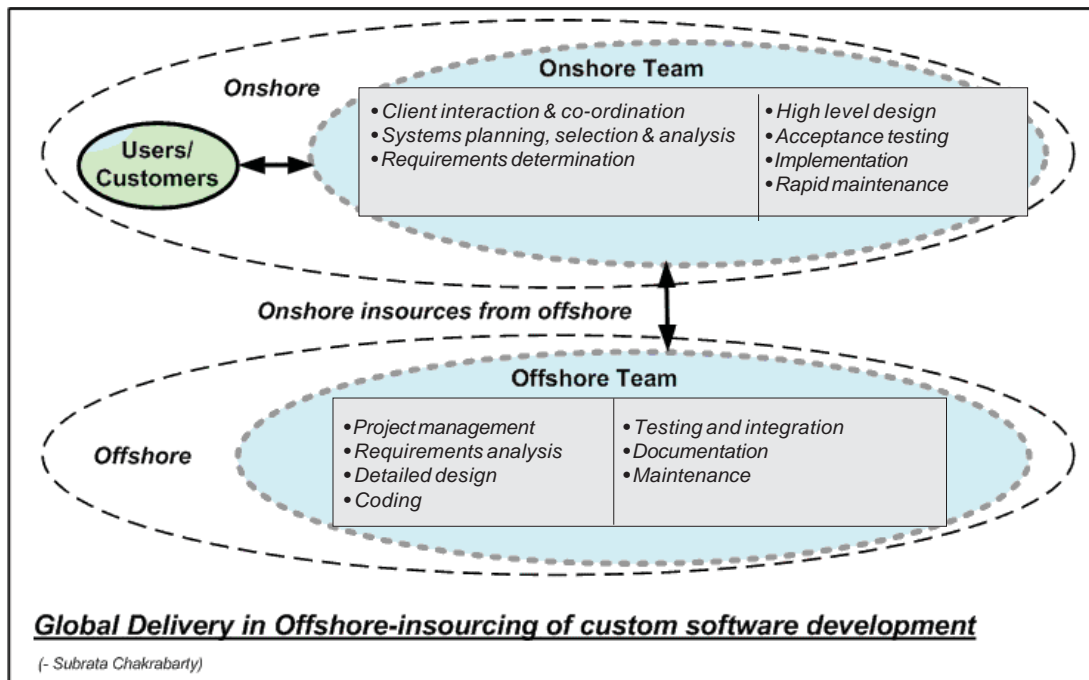 Onshore Team
Onshore
• Client interaction & co-ordination
• Systems planning, selection & analysis
• Requirements determination
• High level design
• Acceptance testing
• Implementation
• Rapid maintenance
Users/
Customers
Onshore insources from offshore
Offshore Team
Offshore
• Project management
• Requirements analysis
• Detailed design
• Coding
• Testing and integration
• Documentation
• Maintenance
Global Delivery in Offshore-insourcing of custom software development
(- Subrata Chakrabarty)